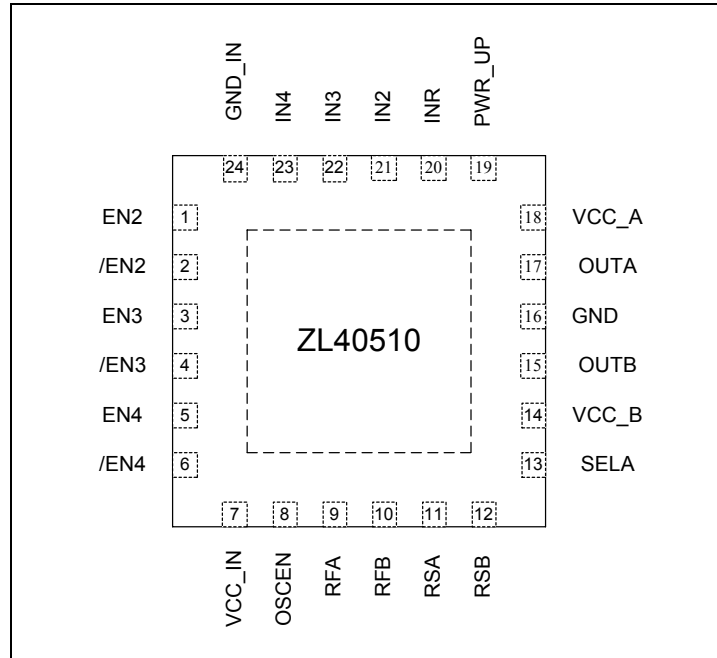 GND_IN
IN4
IN3
IN2
INR
PWR_UP
24 23 22 21 20 19
EN2 1
/EN2 2
EN3 3
/EN3 4
EN4 5
/EN4 6
ZL40510
18 VCC_A
17 OUTA
16 GND
15 OUTB
14 VCC_B
13 SELA
7 8 9 10 11 12
VCC_IN
OSCEN
RFA
RFB
RSA
RSB